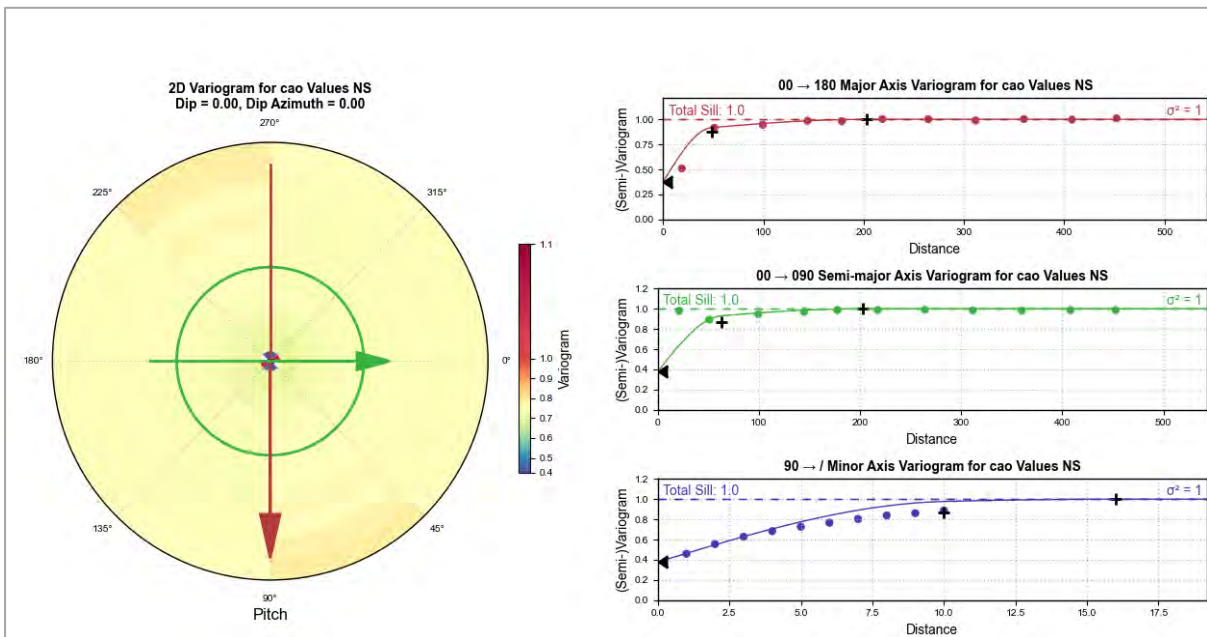 2D Variogram for cao Values NS
Dip = 0.00, Dip Azimuth = 0.00
270°
225°
315°
180°
0°
135°
45°
90°
Pitch
1.1
1.0
0.9
0.8
0.7
0.6
0.5
0.4
Variogram
00 → 180 Major Axis Variogram for cao Values NS
Total Sill: 1.0
σ² = 1
1.00
0.75
0.50
0.25
0.00
(Semi-)Variogram
0 100 200 300 400 500
Distance
00 → 090 Semi-major Axis Variogram for cao Values NS
Total Sill: 1.0
σ² = 1
1.2
1.0
0.8
0.6
0.4
0.2
0.0
(Semi-)Variogram
0 100 200 300 400 500
Distance
90 → / Minor Axis Variogram for cao Values NS
Total Sill: 1.0
σ² = 1
1.2
1.0
0.8
0.6
0.4
0.2
0.0
(Semi-)Variogram
0.0 2.5 5.0 7.5 10.0 12.5 15.0 17.5
Distance